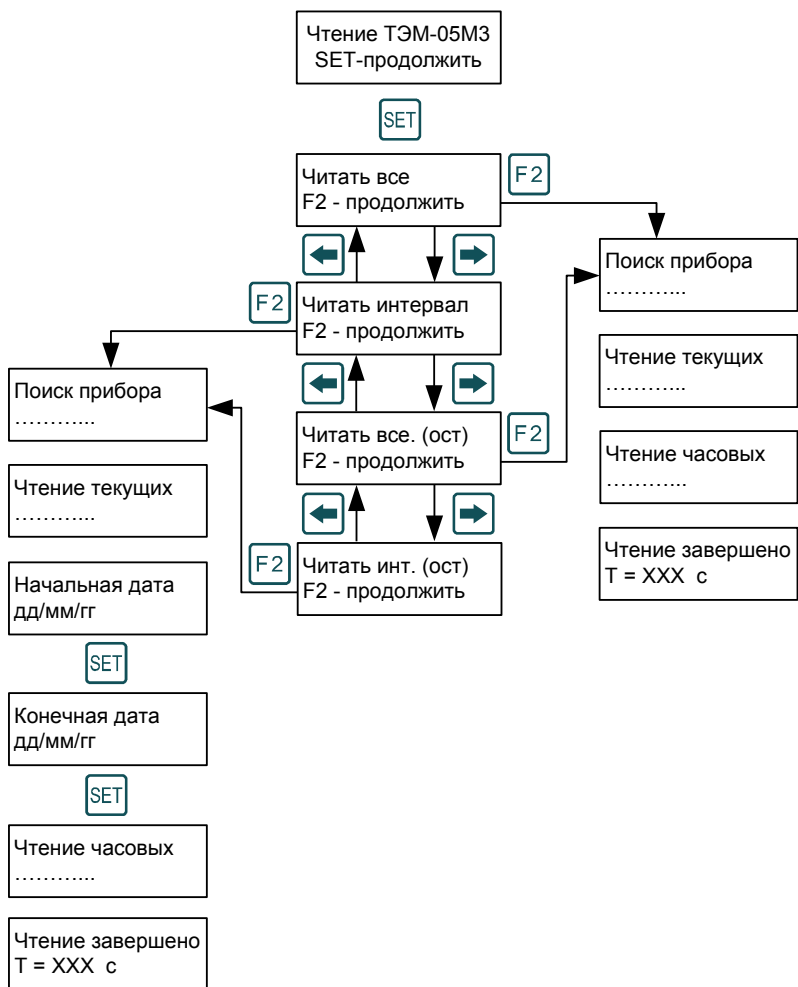 Чтение ТЭМ-05М3
SET-продолжить
SET
Читать все
F2 - продолжить
F2
Читать интервал
F2 - продолжить
F2
Читать все. (ост)
F2 - продолжить
F2
Читать инт. (ост)
F2 - продолжить
F2
Поиск прибора
………...
Чтение текущих
………...
Начальная дата
дд/мм/гг
SET
Конечная дата
дд/мм/гг
SET
Чтение часовых
………...
Чтение завершено
T = XXX с
Поиск прибора
………...
Чтение текущих
………...
Чтение часовых
………...
Чтение завершено
T = XXX с